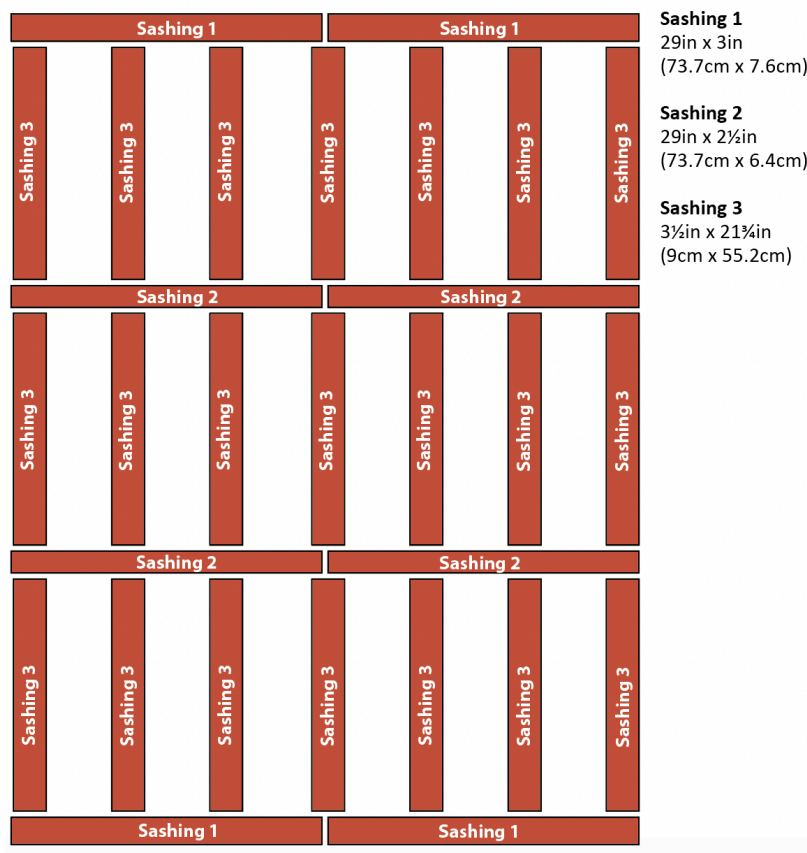 Sashing 1 Sashing 1
Sashing 3 Sashing 3 Sashing 3 Sashing 3 Sashing 3 Sashing 3 Sashing 3
Sashing 2 Sashing 2
Sashing 3 Sashing 3 Sashing 3 Sashing 3 Sashing 3 Sashing 3 Sashing 3
Sashing 2 Sashing 2
Sashing 3 Sashing 3 Sashing 3 Sashing 3 Sashing 3 Sashing 3 Sashing 3
Sashing 1 Sashing 1
Sashing 1
29in x 3in
(73.7cm x 7.6cm)
Sashing 2
29in x 2½in
(73.7cm x 6.4cm)
Sashing 3
3½in x 21¾in
(9cm x 55.2cm)